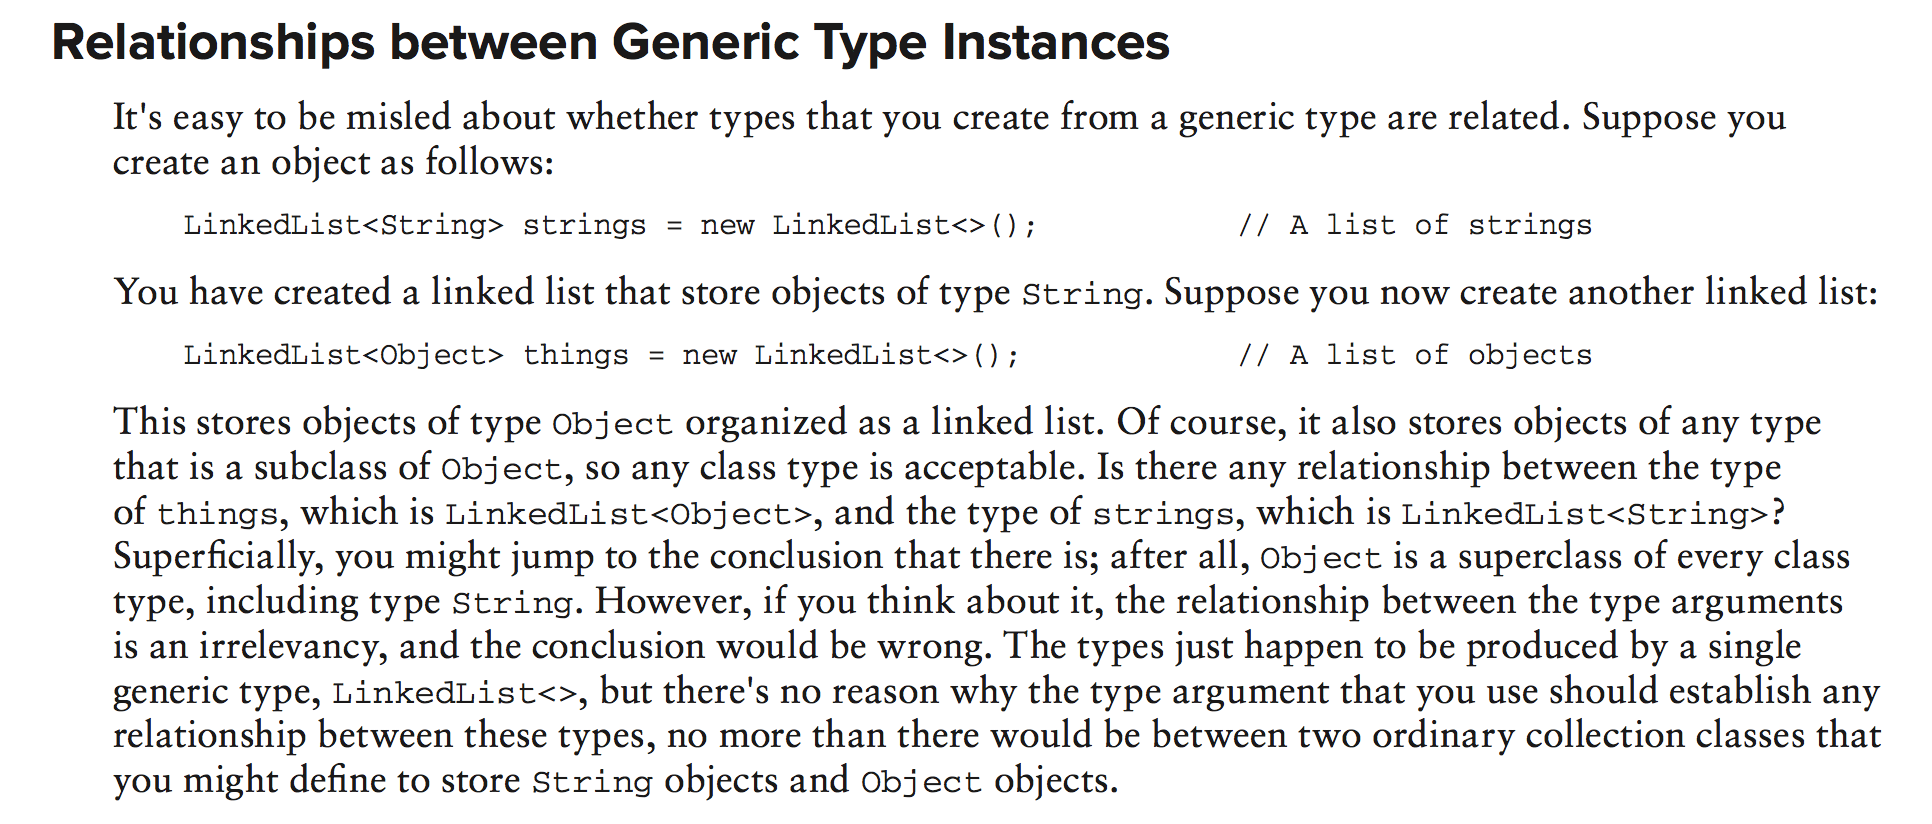 Relationships between Generic Type Instances
It's easy to be misled about whether types that you create from a generic type are related. Suppose you
create an object as follows:
LinkedList<String> strings = new LinkedList<>(); // A list of strings
You have created a linked list that store objects of type String. Suppose you now create another linked list:
LinkedList<Object> things = new LinkedList<>(); // A list of objects
This stores objects of type Object organized as a linked list. Of course, it also stores objects of any type
that is a subclass of Object, so any class type is acceptable. Is there any relationship between the type
of things, which is LinkedList<Object>, and the type of strings, which is LinkedList<String>?
Superficially, you might jump to the conclusion that there is; after all, Object is a superclass of every class
type, including type String. However, if you think about it, the relationship between the type arguments
is an irrelevancy, and the conclusion would be wrong. The types just happen to be produced by a single
generic type, LinkedList<>, but there's no reason why the type argument that you use should establish any
relationship between these types, no more than there would be between two ordinary collection classes that
you might define to store String objects and Object objects.